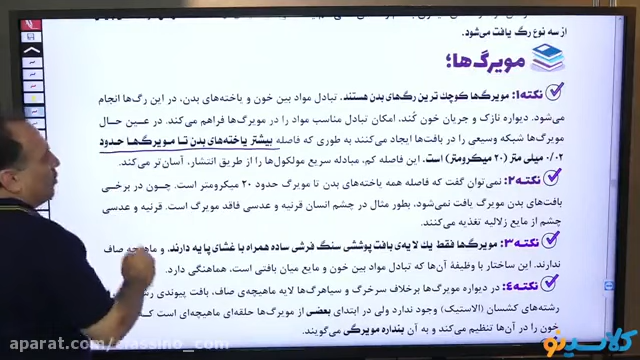 از سه نوع رگ یافت می‌شود.
مویرگ‌ها؛
نکته۱: مویرگ‌ها کوچک ترین رگ‌های بدن هستند. تبادل مواد بین خون و یاخته‌های بدن، در این رگ‌ها انجام
می‌شود. دیواره نازک و جریان خون کُند، امکان تبادل مناسب مواد را در مویرگ‌ها فراهم می‌کند. در عین حال
مویرگ‌ها شبکه وسیعی را در بافت‌ها ایجاد می‌کنند به طوری که فاصله بیشتر یاخته‌های بدن تا مویرگ‌ها حدود
۰/۰۲ میلی متر (۲۰ میکرومتر) است. این فاصله کم، مبادله سریع مولکول‌ها را از طریق انتشار، آسان‌تر می‌کند.
نکته۲: نمی‌توان گفت که فاصله همه یاخته‌های بدن تا مویرگ حدود ۲۰ میکرومتر است. چون در برخی
بافت‌های بدن مویرگ یافت نمی‌شود، بطور مثال در چشم انسان قرنیه و عدسی فاقد مویرگ است. قرنیه و عدسی
چشم از مایع زلالیه تغذیه می‌کنند.
نکته۳: مویرگ‌ها فقط یک لایه‌ی بافت پوششی سنگ فرشی ساده همراه با غشای پایه دارند. و ماهیچه صاف
ندارند. این ساختار با وظیفهٔ آن‌ها که تبادل مواد بین خون و مایع میان بافتی است، هماهنگی دارد.
نکته٤: در دیواره مویرگ‌ها برخلاف سرخرگ و سیاهرگ‌ها لایه ماهیچه‌ی صاف، بافت پیوندی
رشته‌های کشسان (الاستیک) وجود ندارد ولی در ابتدای بعضی از مویرگ‌ها حلقه‌ای ماهیچه‌ای است
خون را در آن‌ها تنظیم می‌کند و به آن بنداره مویرگی می‌گویند.
aparat.com/classino_com
کلاسینو